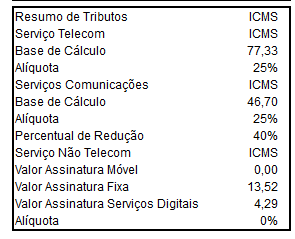 Resumo de Tributos ICMS
Serviço Telecom ICMS
Base de Cálculo 77,33
Alíquota 25%
Serviços Comunicações ICMS
Base de Cálculo 46,70
Alíquota 25%
Percentual de Redução 40%
Serviço Não Telecom ICMS
Valor Assinatura Móvel 0,00
Valor Assinatura Fixa 13,52
Valor Assinatura Serviços Digitais 4,29
Alíquota 0%